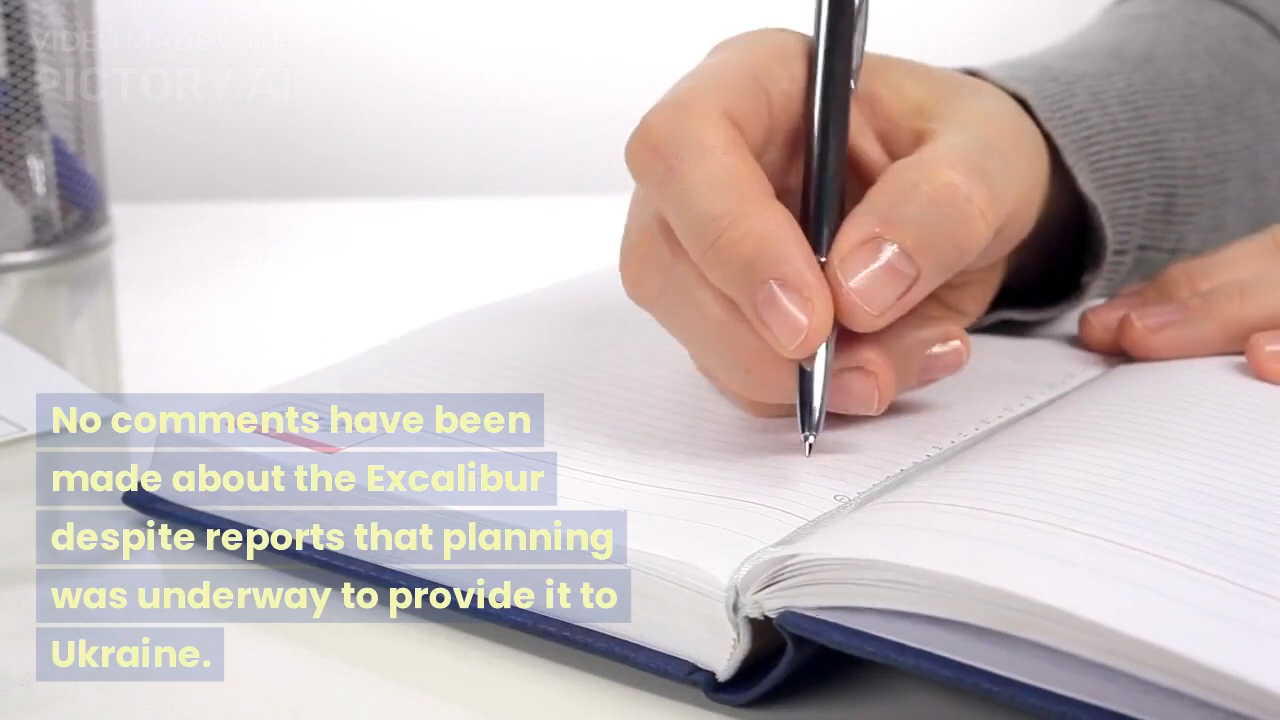 VIDEO MADE WITH
PICTORY.AI
No comments have been
made about the Excalibur
despite reports that planning
was underway to provide it to
Ukraine.